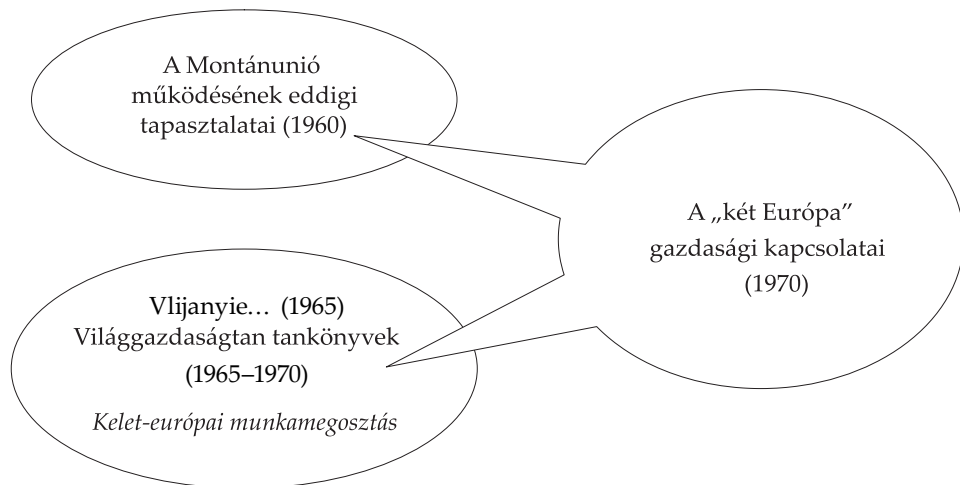 A Montánunió
működésének eddigi
tapasztalatai (1960)
Vlijanyie… (1965)
Világgazdaságtan tankönyvek
(1965–1970)
Kelet-európai munkamegosztás
A „két Európa”
gazdasági kapcsolatai
(1970)